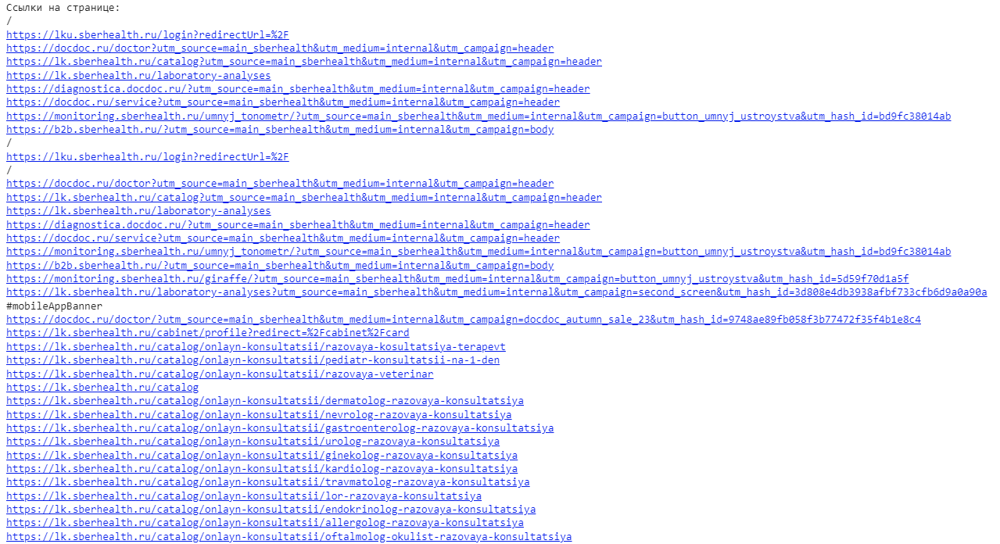 Ссылки на странице:
/
https://lku.sberhealth.ru/login?redirectUrl=%2F
https://docdoc.ru/doctor?utm_source=main_sberhealth&utm_medium=internal&utm_campaign=header
https://lk.sberhealth.ru/catalog?utm_source=main_sberhealth&utm_medium=internal&utm_campaign=header
https://lk.sberhealth.ru/laboratory-analyses
https://diagnostica.docdoc.ru/?utm_source=main_sberhealth&utm_medium=internal&utm_campaign=header
https://docdoc.ru/service?utm_source=main_sberhealth&utm_medium=internal&utm_campaign=header
https://monitoring.sberhealth.ru/umnyj_tonometr/?utm_source=main_sberhealth&utm_medium=internal&utm_campaign=button_umnyj_ustroystva&utm_hash_id=bd9fc38014ab
https://b2b.sberhealth.ru/?utm_source=main_sberhealth&utm_medium=internal&utm_campaign=body
/
https://lku.sberhealth.ru/login?redirectUrl=%2F
/
https://docdoc.ru/doctor?utm_source=main_sberhealth&utm_medium=internal&utm_campaign=header
https://lk.sberhealth.ru/catalog?utm_source=main_sberhealth&utm_medium=internal&utm_campaign=header
https://lk.sberhealth.ru/laboratory-analyses
https://diagnostica.docdoc.ru/?utm_source=main_sberhealth&utm_medium=internal&utm_campaign=header
https://docdoc.ru/service?utm_source=main_sberhealth&utm_medium=internal&utm_campaign=header
https://monitoring.sberhealth.ru/umnyj_tonometr/?utm_source=main_sberhealth&utm_medium=internal&utm_campaign=button_umnyj_ustroystva&utm_hash_id=bd9fc38014ab
https://b2b.sberhealth.ru/?utm_source=main_sberhealth&utm_medium=internal&utm_campaign=body
https://monitoring.sberhealth.ru/giraffe/?utm_source=main_sberhealth&utm_medium=internal&utm_campaign=button_umnyj_ustroystva&utm_hash_id=5d59f70d1a5f
https://lk.sberhealth.ru/laboratory-analyses?utm_source=main_sberhealth&utm_medium=internal&utm_campaign=second_screen&utm_hash_id=3d808e4db3938afbf733cfb6d9a0a90a
#mobileAppBanner
https://docdoc.ru/doctor/?utm_source=main_sberhealth&utm_medium=internal&utm_campaign=docdoc_autumn_sale_23&utm_hash_id=9748ae89fb058f3b77472f35f4b1e8c4
https://lk.sberhealth.ru/cabinet/profile?redirect=%2Fcabinet%2Fcard
https://lk.sberhealth.ru/catalog/onlayn-konsultatsii/razovaya-kosultatsiya-terapevt
https://lk.sberhealth.ru/catalog/onlayn-konsultatsii/pediatr-konsultatsii-na-1-den
https://lk.sberhealth.ru/catalog/onlayn-konsultatsii/razovaya-veterinar
https://lk.sberhealth.ru/catalog
https://lk.sberhealth.ru/catalog/onlayn-konsultatsii/dermatolog-razovaya-konsultatsiya
https://lk.sberhealth.ru/catalog/onlayn-konsultatsii/nevrolog-razovaya-konsultatsiya
https://lk.sberhealth.ru/catalog/onlayn-konsultatsii/gastroenterolog-razovaya-konsultatsiya
https://lk.sberhealth.ru/catalog/onlayn-konsultatsii/urolog-razovaya-konsultatsiya
https://lk.sberhealth.ru/catalog/onlayn-konsultatsii/ginekolog-razovaya-konsultatsiya
https://lk.sberhealth.ru/catalog/onlayn-konsultatsii/kardiolog-razovaya-konsultatsiya
https://lk.sberhealth.ru/catalog/onlayn-konsultatsii/travmatolog-razovaya-konsultatsiya
https://lk.sberhealth.ru/catalog/onlayn-konsultatsii/lor-razovaya-konsultatsiya
https://lk.sberhealth.ru/catalog/onlayn-konsultatsii/endokrinolog-razovaya-konsultatsiya
https://lk.sberhealth.ru/catalog/onlayn-konsultatsii/allergolog-razovaya-konsultatsiya
https://lk.sberhealth.ru/catalog/onlayn-konsultatsii/oftalmolog-okulist-razovaya-konsultatsiya